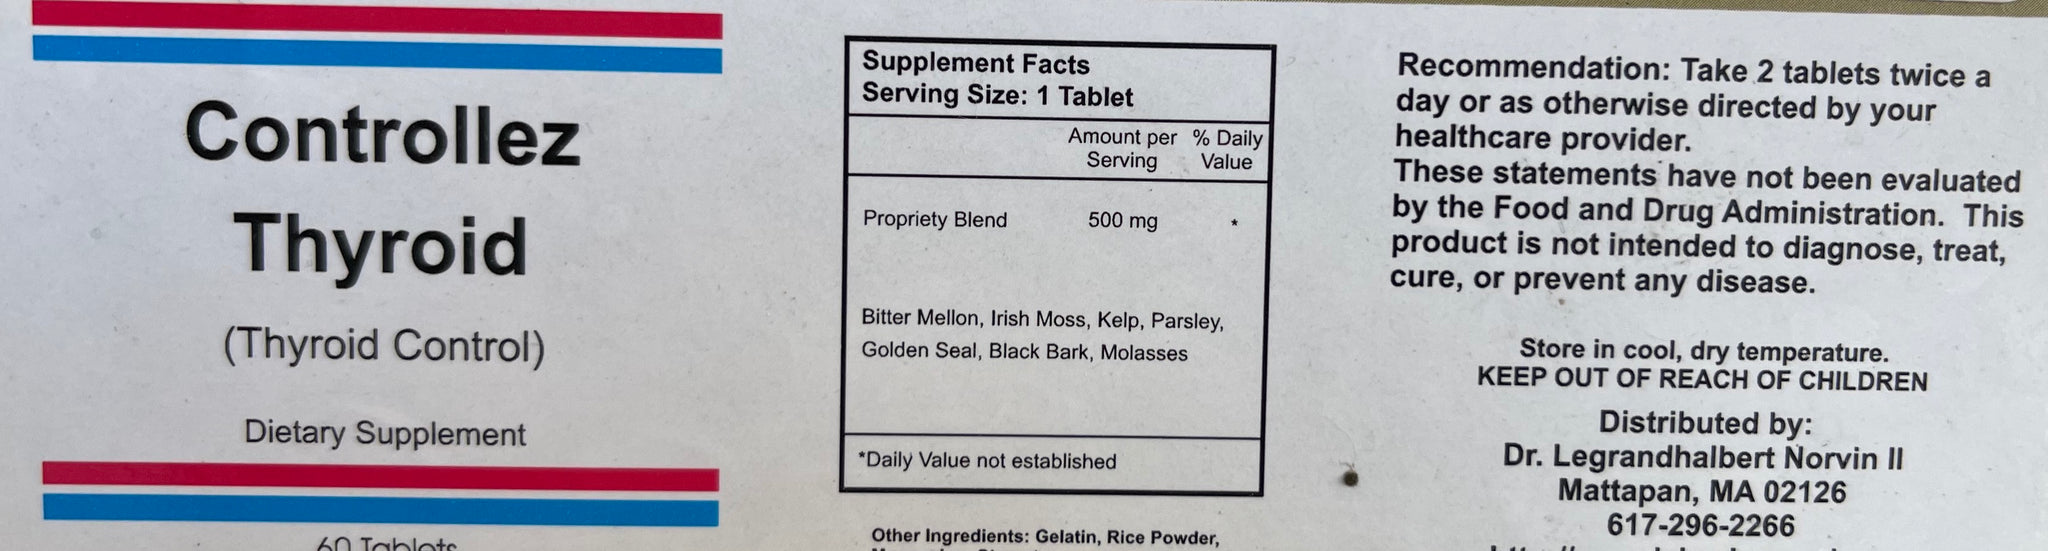 Controllez
Thyroid
(Thyroid Control)
Dietary Supplement
60 Tablets
Supplement Facts
Serving Size: 1 Tablet
Amount per % Daily
Serving Value
Propriety Blend 500 mg *
Bitter Mellon, Irish Moss, Kelp, Parsley,
Golden Seal, Black Bark, Molasses
*Daily Value not established
Other Ingredients: Gelatin, Rice Powder,
Recommendation: Take 2 tablets twice a
day or as otherwise directed by your
healthcare provider.
These statements have not been evaluated
by the Food and Drug Administration. This
product is not intended to diagnose, treat,
cure, or prevent any disease.
Store in cool, dry temperature.
KEEP OUT OF REACH OF CHILDREN
Distributed by:
Dr. Legrandhalbert Norvin II
Mattapan, MA 02126
617-296-2266